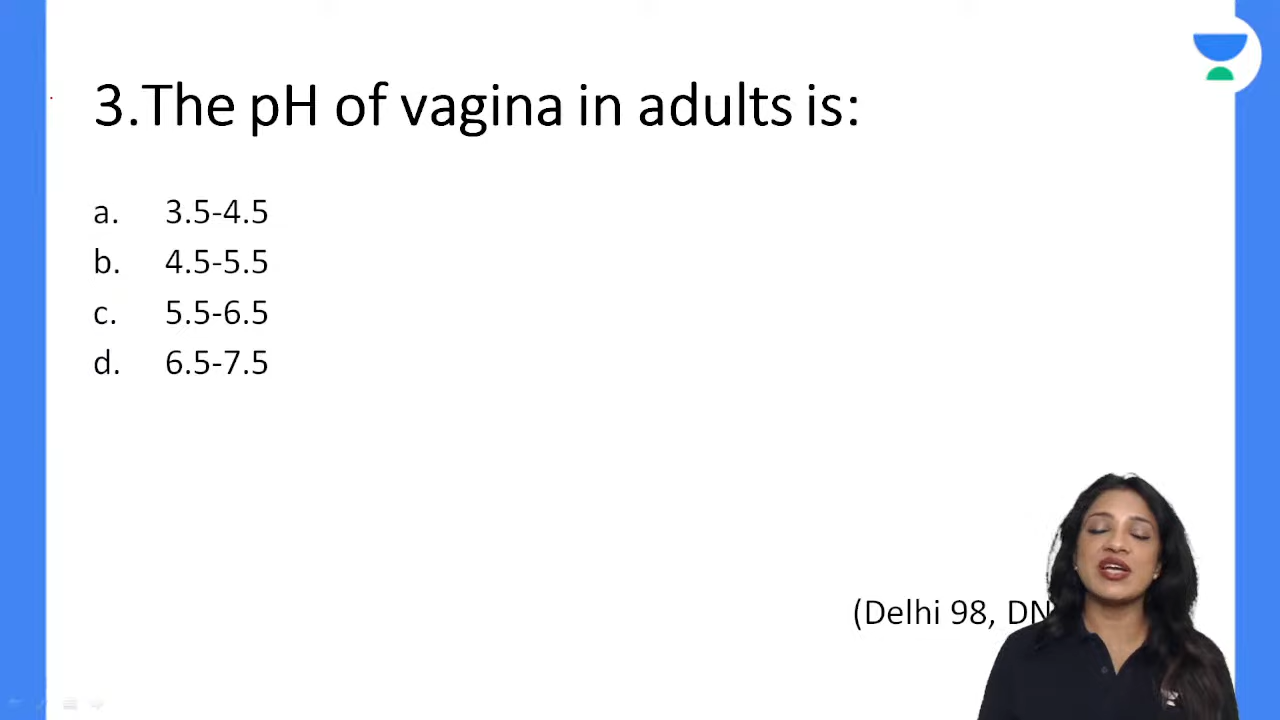 3.The pH of vagina in adults is:
a. 3.5-4.5
b. 4.5-5.5
c. 5.5-6.5
d. 6.5-7.5
(Delhi 98,